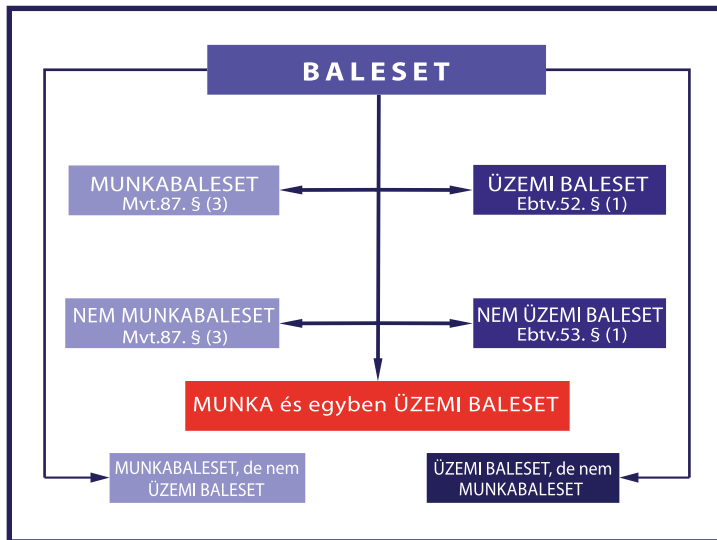 BALESET
MUNKABALESET
Mvt.87. § (3)
ÜZEMI BALESET
Ebtv.52. § (1)
NEM MUNKABALESET
Mvt.87. § (3)
NEM ÜZEMI BALESET
Ebtv.53. § (1)
MUNKA és egyben ÜZEMI BALESET
MUNKABALESET, de nem
ÜZEMI BALESET
ÜZEMI BALESET, de nem
MUNKABALESET